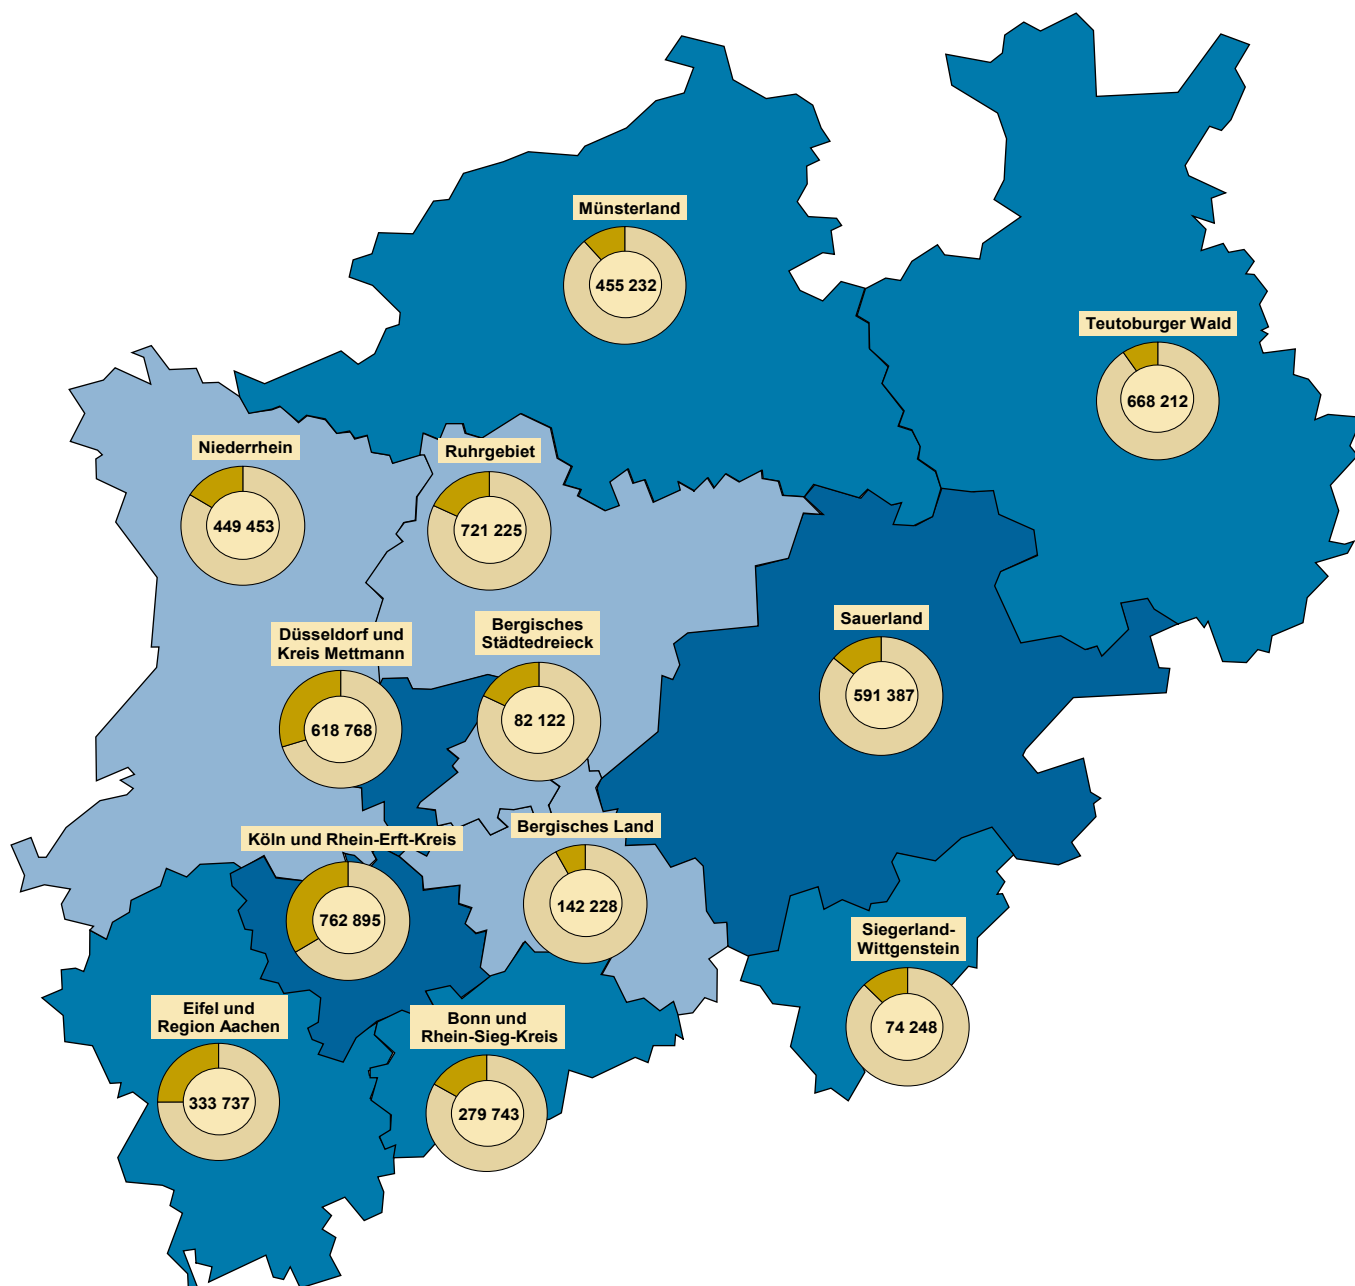 Münsterland
455 232
Teutoburger Wald
668 212
Niederrhein
449 453
Ruhrgebiet
721 225
Bergisches
Städtedreieck
82 122
Sauerland
591 387
Düsseldorf und
Kreis Mettmann
618 768
Köln und Rhein-Erft-Kreis
762 895
Bergisches Land
142 228
Siegerland-
Wittgenstein
74 248
Eifel und
Region Aachen
333 737
Bonn und
Rhein-Sieg-Kreis
279 743